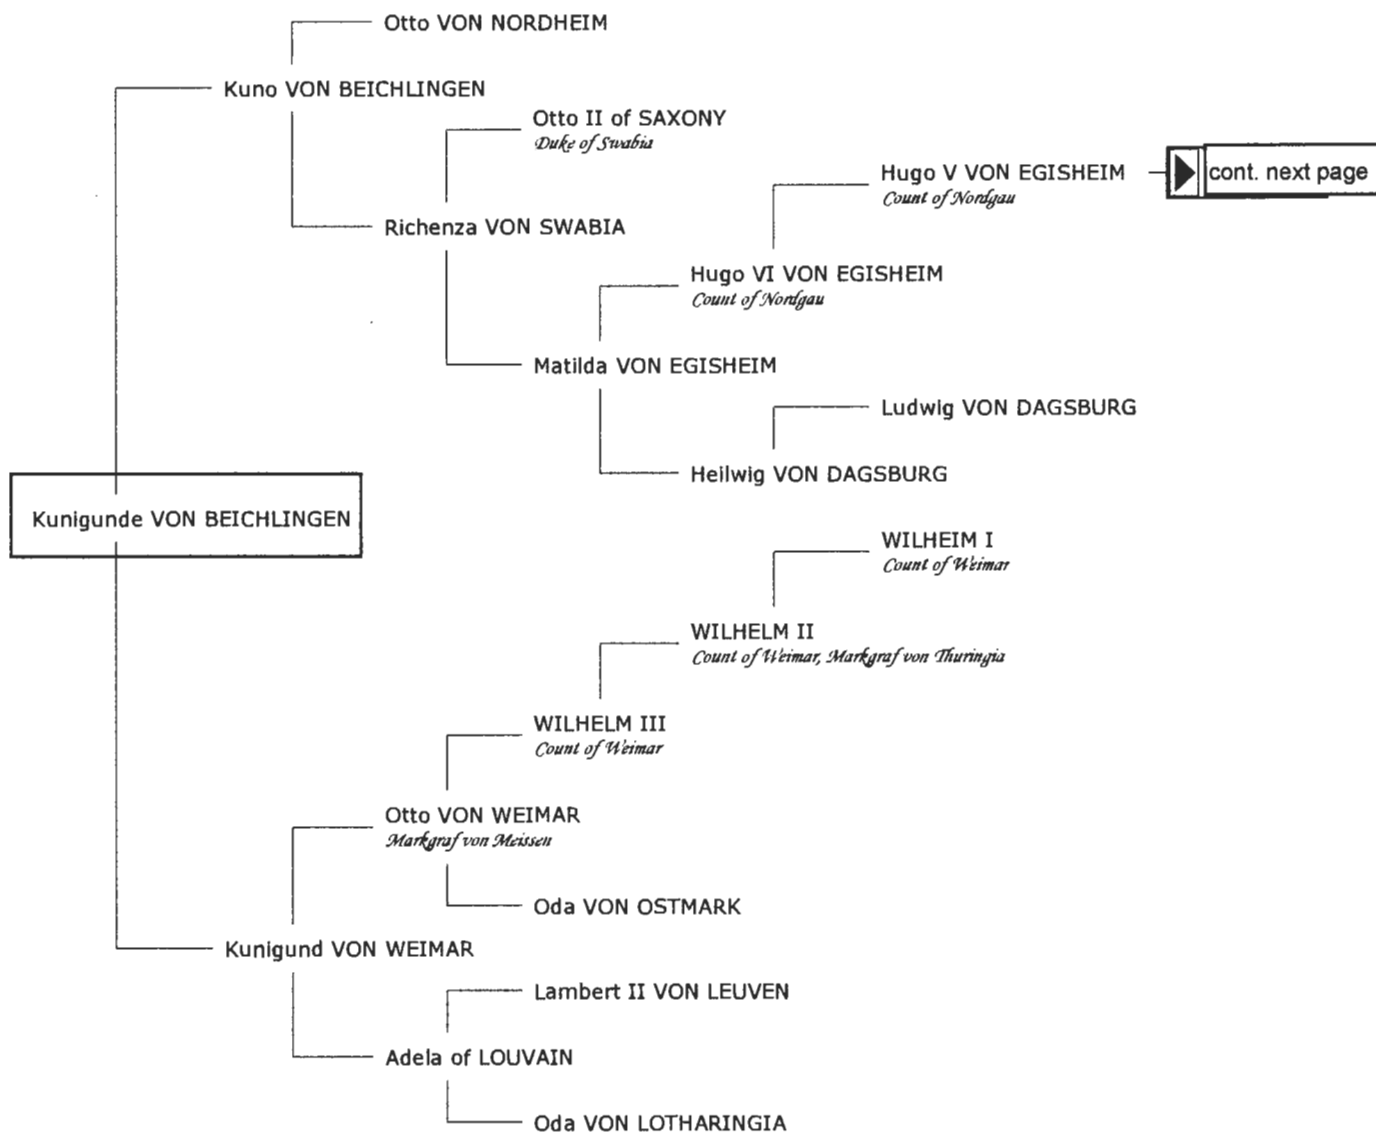 Otto VON NORDHEIM
Kuno VON BEICHLINGEN
Otto II of SAXONY
Duke of Swabia
Hugo V VON EGISHEIM
Count of Nordgau
cont. next page
Richenza VON SWABIA
Hugo VI VON EGISHEIM
Count of Nordgau
Matilda VON EGISHEIM
Ludwig VON DAGSBURG
Heilwig VON DAGSBURG
Kunigunde VON BEICHLINGEN
WILHEIM I
Count of Weimar
WILHELM II
Count of Weimar, Markgraf von Thuringia
WILHELM III
Count of Weimar
Otto VON WEIMAR
Markgraf von Meissen
Oda VON OSTMARK
Kunigund VON WEIMAR
Lambert II VON LEUVEN
Adela of LOUVAIN
Oda VON LOTHARINGIA